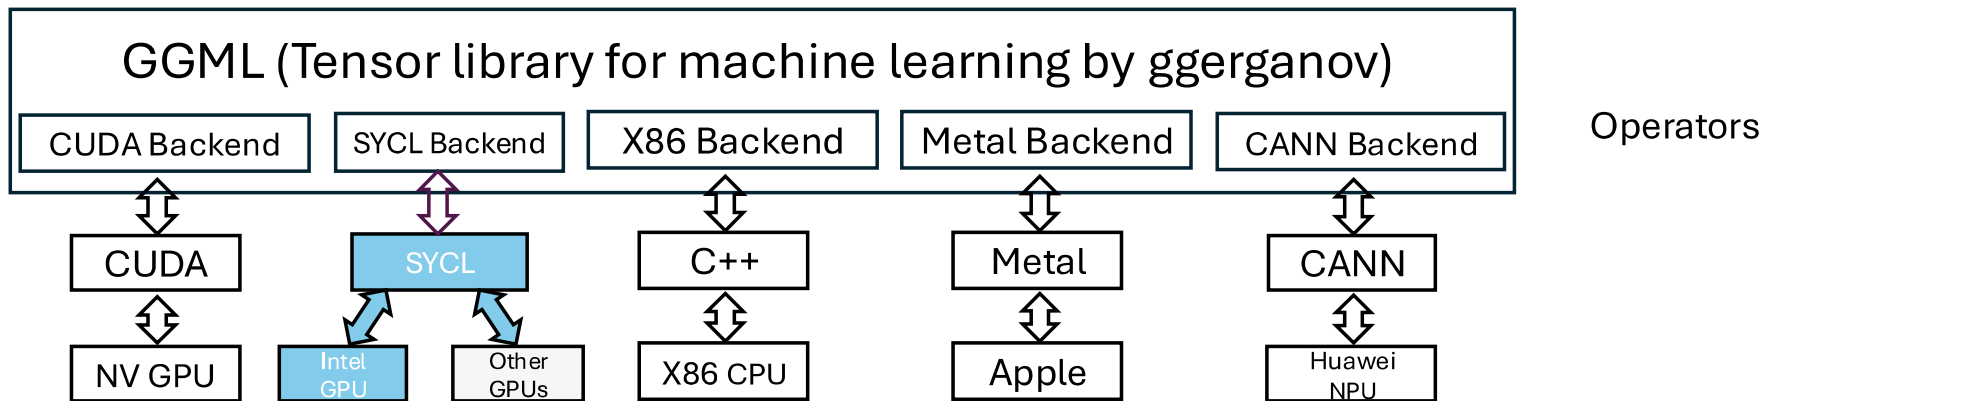 GGML (Tensor library for machine learning by ggerganov)
CUDA Backend
SYCL Backend
X86 Backend
Metal Backend
CANN Backend
Operators
CUDA
SYCL
C++
Metal
CANN
NV GPU
Intel
GPU
Other
GPUs
X86 CPU
Apple
Huawei
NPU